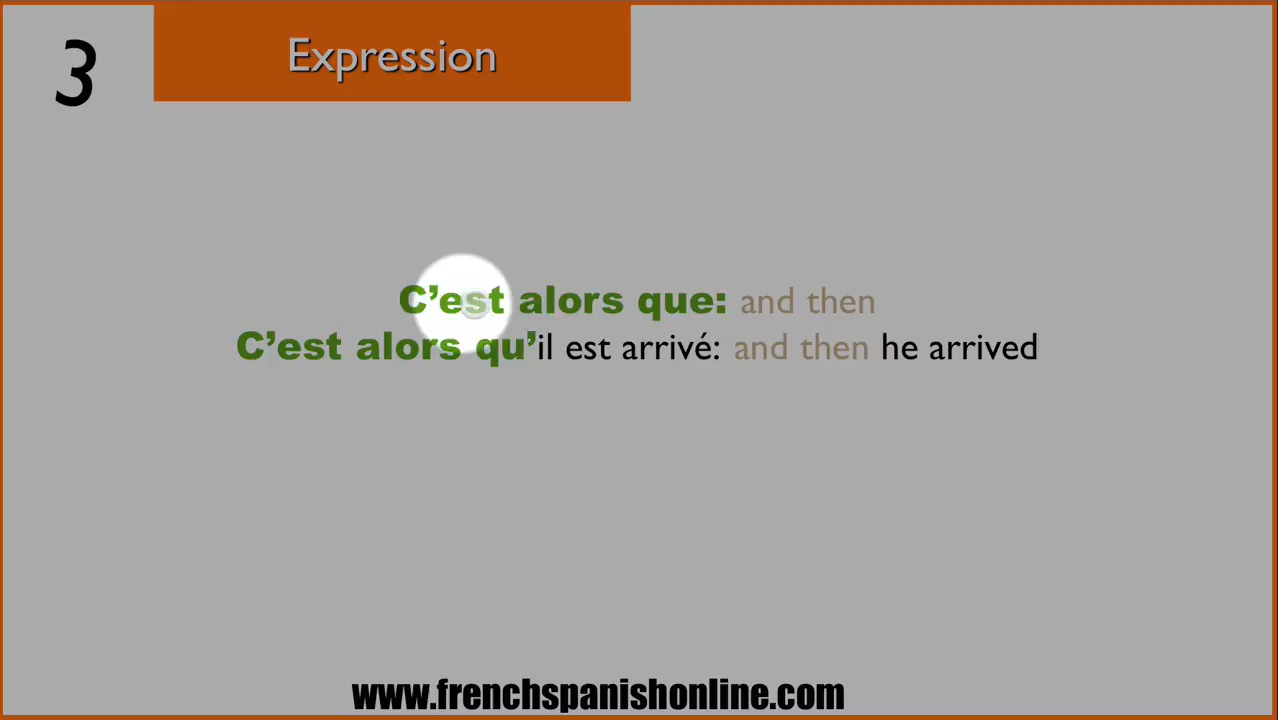 3
Expression
C’est alors que: and then
C’est alors qu’il est arrivé: and then he arrived
www.frenchspanishonline.com